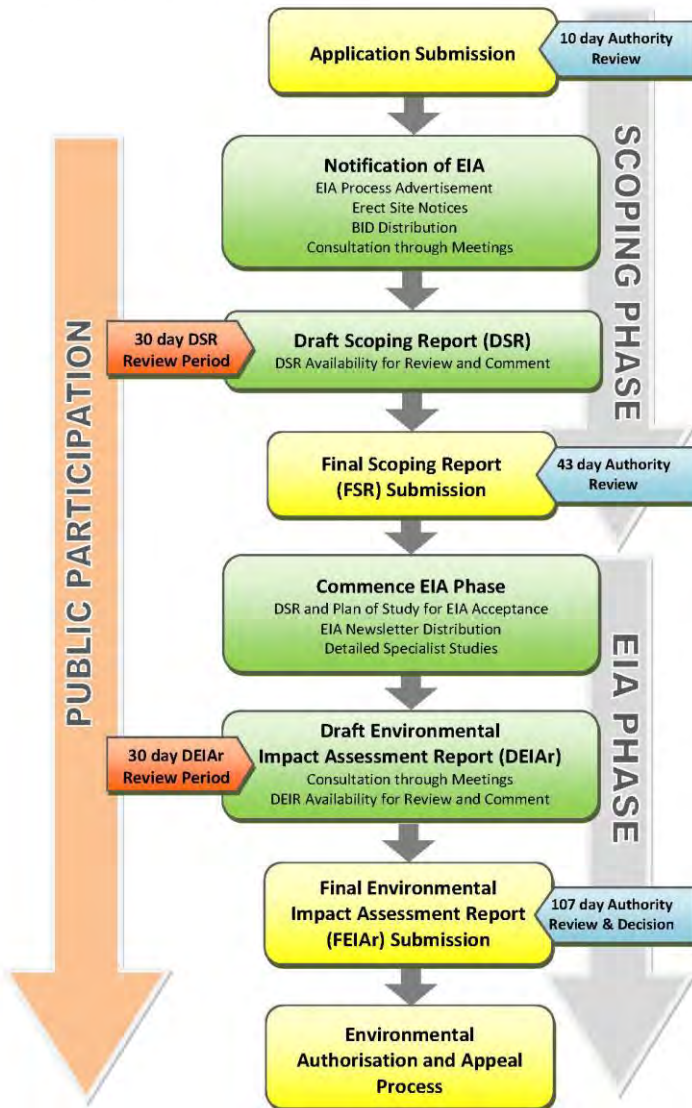 Application Submission
10 day Authority
Review
Notification of EIA
EIA Process Advertisement
Erect Site Notices
BID Distribution
Consultation through Meetings
SCOPING PHASE
30 day DSR
Review Period
Draft Scoping Report (DSR)
DSR Availability for Review and Comment
Final Scoping Report
(FSR) Submission
43 day Authority
Review
PUBLIC PARTICIPATION
Commence EIA Phase
DSR and Plan of Study for EIA Acceptance
EIA Newsletter Distribution
Detailed Specialist Studies
EIA PHASE
30 day DEIAr
Review Period
Draft Environmental
Impact Assessment Report (DEIAr)
Consultation through Meetings
DEIR Availability for Review and Comment
Final Environmental
Impact Assessment Report
(FEIAr) Submission
107 day Authority
Review & Decision
Environmental
Authorisation and Appeal
Process